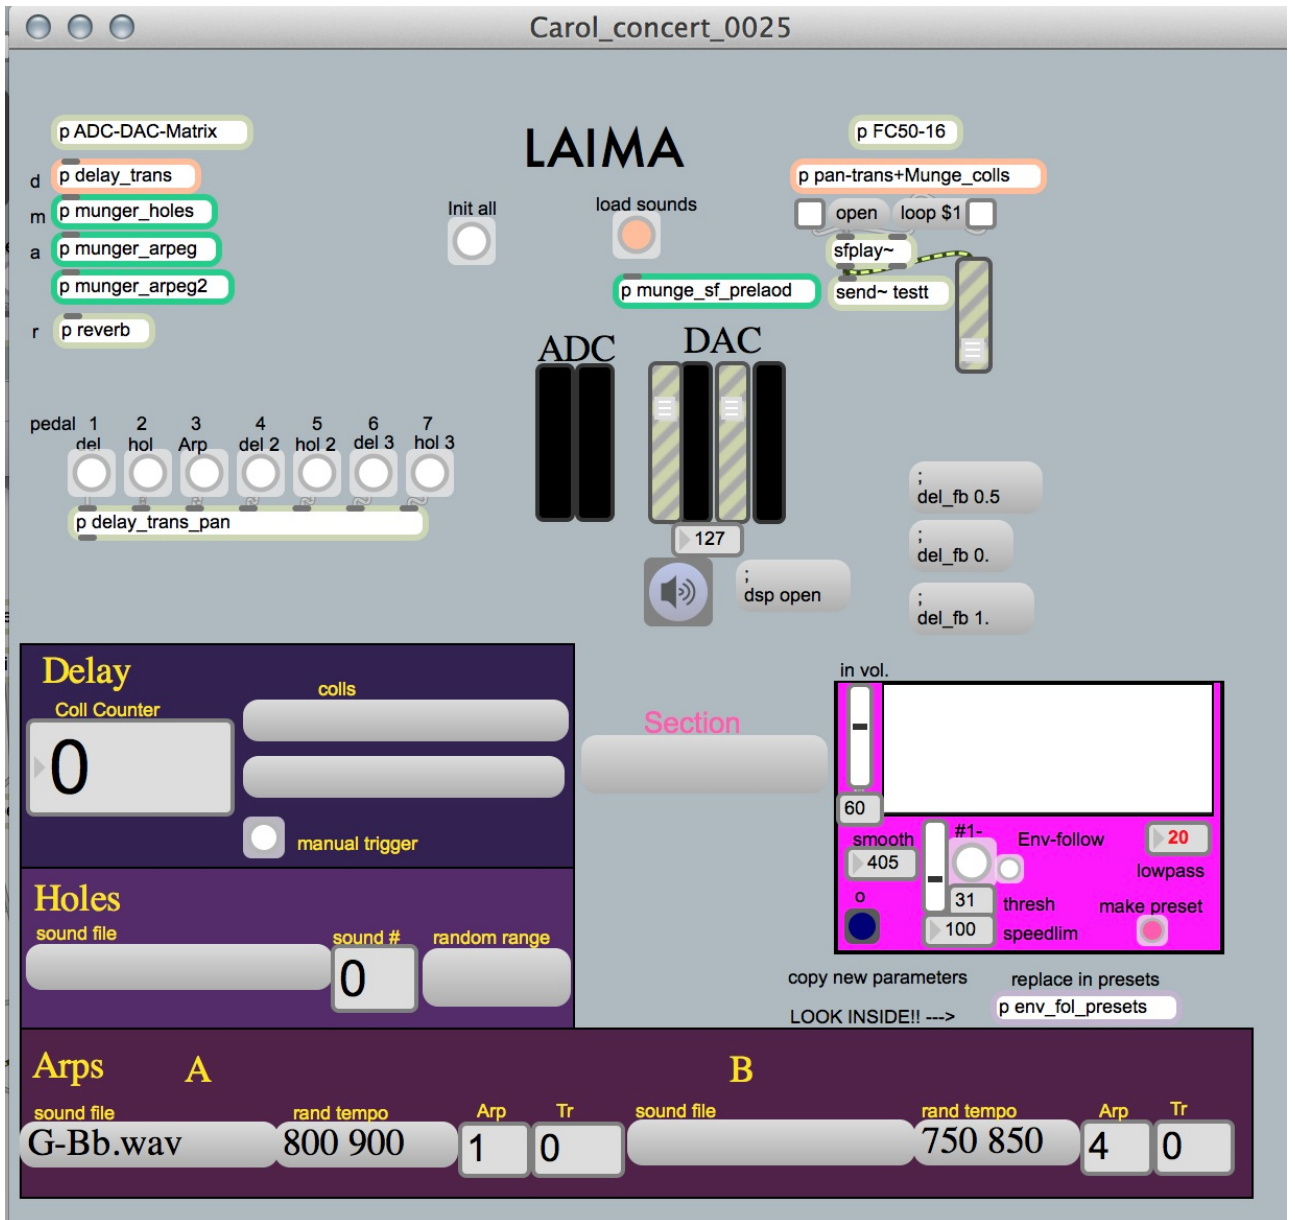 Carol_concert_0025
p ADC-DAC-Matrix
LAIMA
p FC50-16
d p delay_trans
p pan-trans+Munge_colls
m p munger_holes
Init all
load sounds
open loop $1
a p munger_arpeg
sfplay~
p munger_arpeg2
p munge_sf_prelaod
send~ testt
r p reverb
ADC
DAC
pedal 1 2 3 4 5 6 7
del hol Arp del 2 hol 2 del 3 hol 3
p delay_trans_pan
127
;
dsp open
;
del_fb 0.5
;
del_fb 0.
;
del_fb 1.
Delay
Coll Counter
colls
0
manual trigger
Section
in vol.
60
smooth
405
#1-
Env-follow
20
lowpass
o
31
thresh
make preset
100
speedlim
Holes
sound file
sound #
random range
0
copy new parameters
replace in presets
LOOK INSIDE!! --->
p env_fol_presets
Arps
A
B
sound file rand tempo Arp Tr sound file rand tempo Arp Tr
G-Bb.wav 800 900 1 0 750 850 4 0